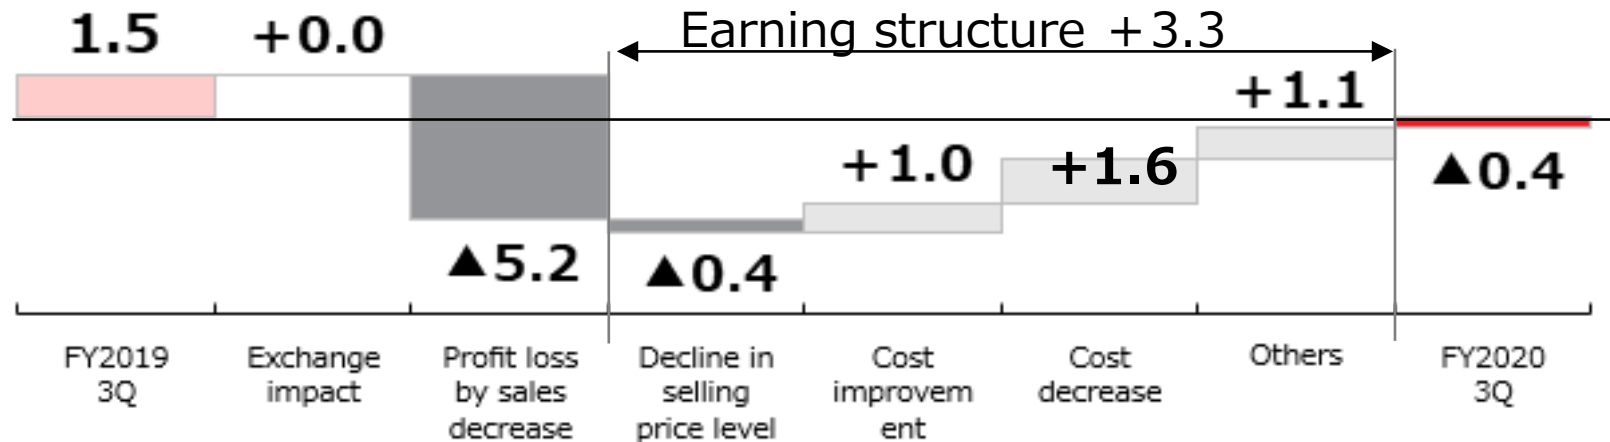 Earning structure +3.3
1.5
+0.0
▲5.2
▲0.4
+1.0
+1.6
+1.1
▲0.4
FY2019
3Q
Exchange
impact
Profit loss
by sales
decrease
Decline in
selling
price level
Cost
improvem
ent
Cost
decrease
Others
FY2020
3Q